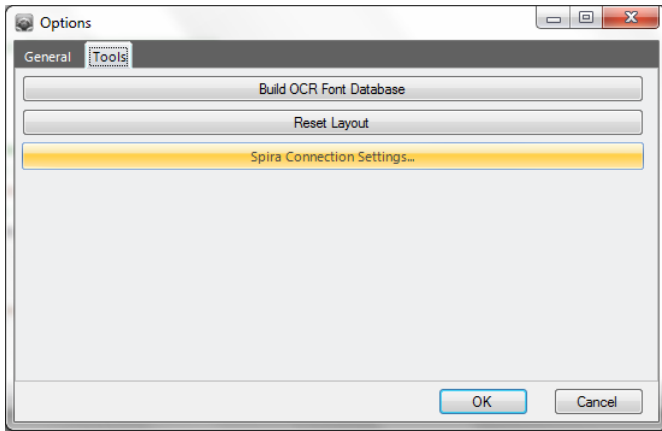 Options
General Tools
Build OCR Font Database
Reset Layout
Spira Connection Settings...
OK Cancel